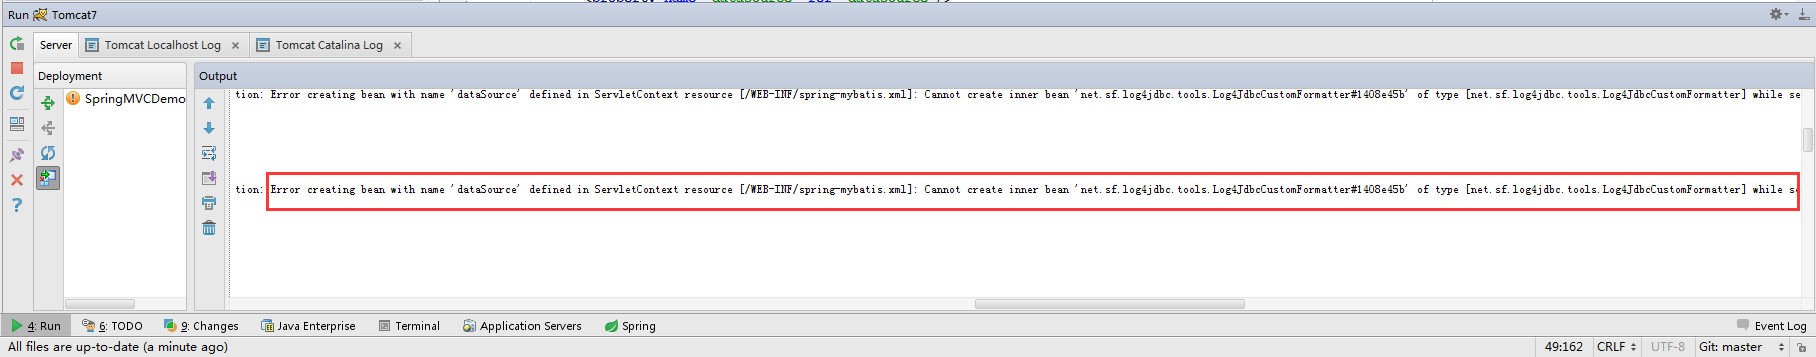 Run Tomcat7
Server Tomcat Localhost Log Tomcat Catalina Log
Deployment Output
SpringMVCDemo
tion: Error creating bean with name 'dataSource' defined in ServletContext resource [/WEB-INF/spring-mybatis.xml]: Cannot create inner bean 'net.sf.log4jdbc.tools.Log4JdbcCustomFormatter#1408e45b' of type [net.sf.log4jdbc.tools.Log4JdbcCustomFormatter] while se
tion: Error creating bean with name 'dataSource' defined in ServletContext resource [/WEB-INF/spring-mybatis.xml]: Cannot create inner bean 'net.sf.log4jdbc.tools.Log4JdbcCustomFormatter#1408e45b' of type [net.sf.log4jdbc.tools.Log4JdbcCustomFormatter] while se
4: Run 6: TODO 9: Changes Java Enterprise Terminal Application Servers Spring Event Log
All files are up-to-date (a minute ago) 49:162 CRLF UTF-8 Git: master